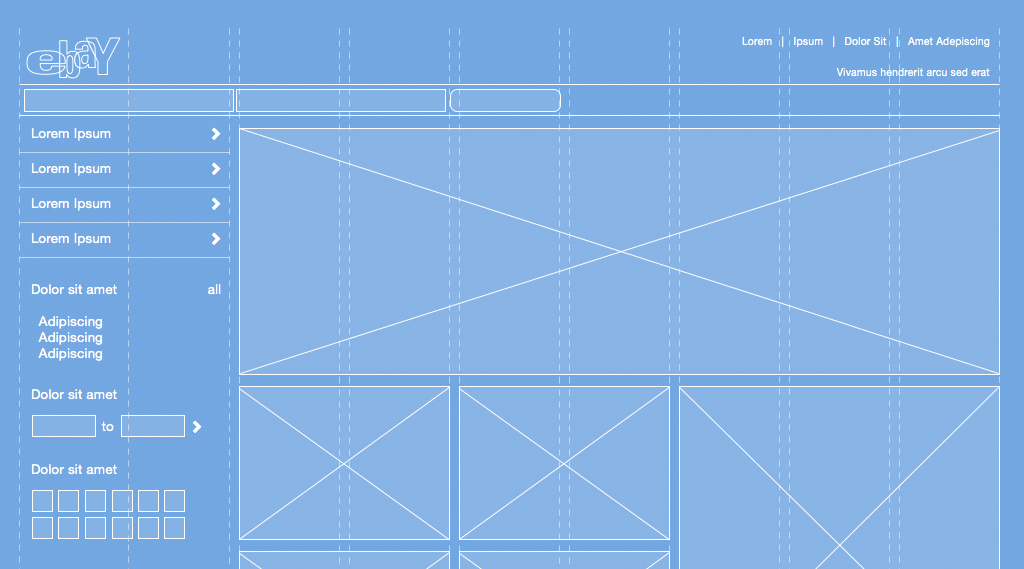 ebaY
Lorem | Ipsum | Dolor Sit | Amet Adepiscing
Vivamus hendrerit arcu sed erat
Lorem Ipsum
Lorem Ipsum
Lorem Ipsum
Lorem Ipsum
Dolor sit amet all
Adipiscing
Adipiscing
Adipiscing
Dolor sit amet
to
Dolor sit amet